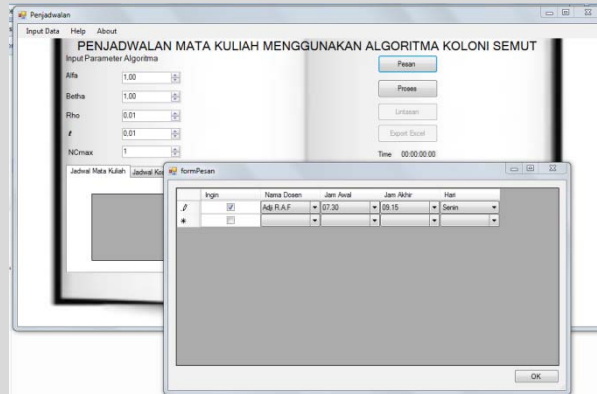 Penjadwalan
Input Data Help About
PENJADWALAN MATA KULIAH MENGGUNAKAN ALGORITMA KOLONI SEMUT
Input Parameter Algoritma
Alfa 1,00
Betha 1,00
Rho 0,01
t 0,01
NCmax 1
Pesan
Proses
Lintasan
Export Excel
Time 00:00:00:00
Jadwal Mata Kuliah Jadwal
formPesan
Ingin Nama Dosen Jam Awal Jam Akhir Hari
Adji R.A.F 07.30 09.15 Senin
OK